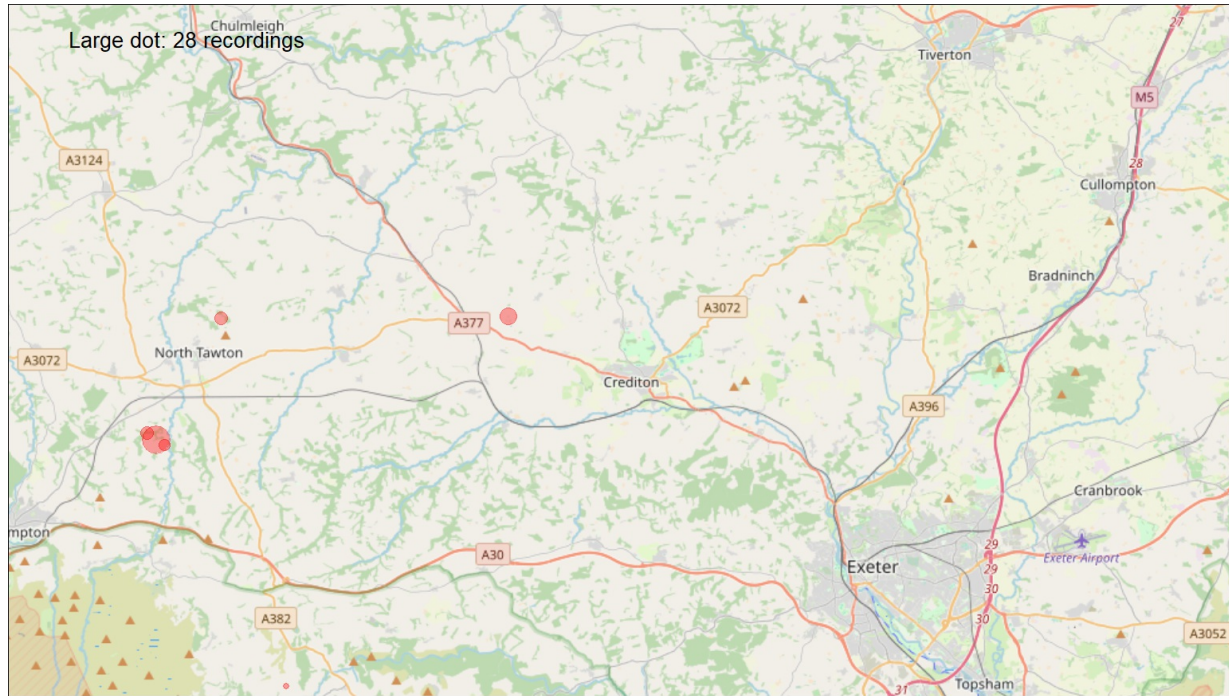 Chulmleigh
Large dot: 28 recordings
27
Tiverton
M5
A3124
28
Cullompton
Bradninch
A3072
A377
North Tawton
A3072
Crediton
A396
Cranbrook
mpton
29
A30
Exeter Airport
Exeter
29
30
A382
30
A3052
Topsham
31